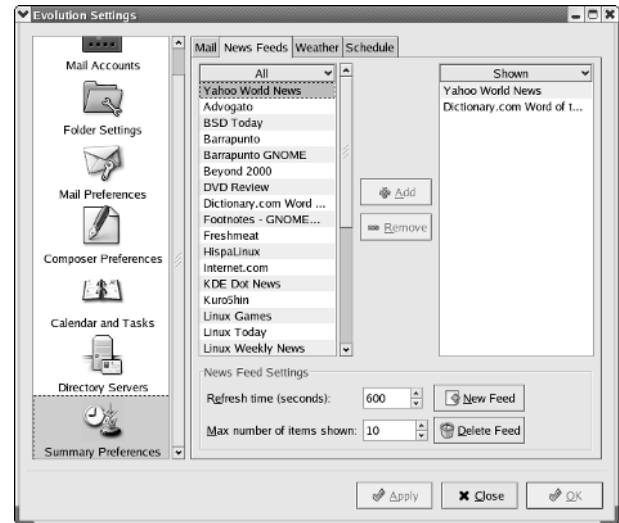 Evolution Settings
Mail Accounts
Folder Settings
Mail Preferences
Composer Preferences
Calendar and Tasks
Directory Servers
Summary Preferences
Mail News Feeds Weather Schedule
All
Yahoo World News
Advogato
BSD Today
Barrapunto
Barrapunto GNOME
Beyond 2000
DVD Review
Dictionary.com Word ...
Footnotes - GNOME...
Freshmeat
HispaLinux
Internet.com
KDE Dot News
Kuro5hin
Linux Games
Linux Today
Linux Weekly News
Add
Remove
Shown
Yahoo World News
Dictionary.com Word of t...
News Feed Settings
Refresh time (seconds): 600 New Feed
Max number of items shown: 10 Delete Feed
Apply Close OK